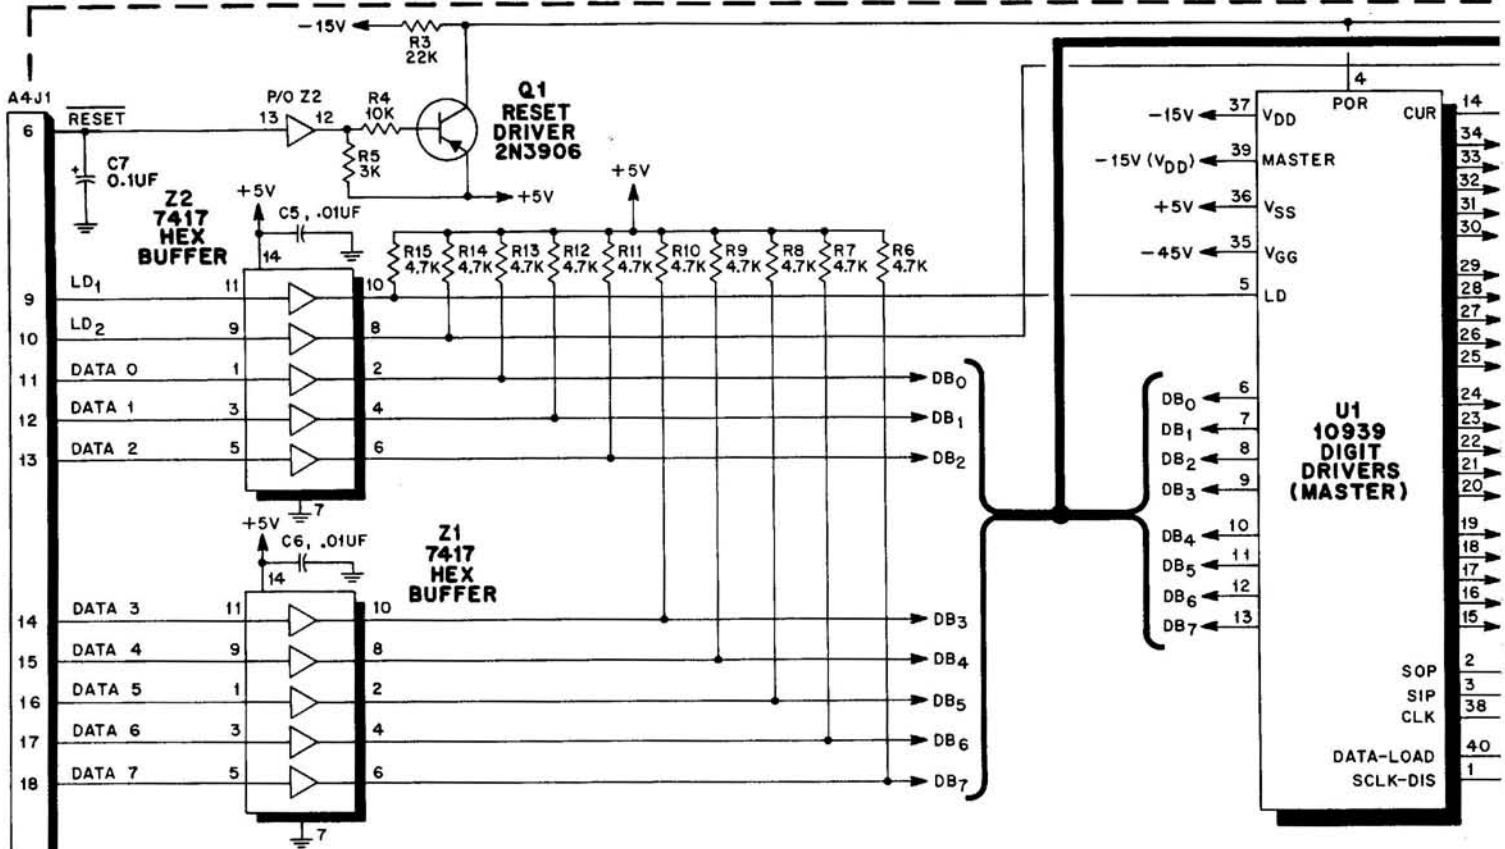 -15V
R3
22K
A4J1
6
RESET
C7
0.1UF
+
P/O Z2
13
12
R4
10K
R5
3K
Q1
RESET
DRIVER
2N3906
+5V
+5V
Z2
7417
HEX
BUFFER
+5V
C5, .01UF
14
R15
4.7K
R14
4.7K
R13
4.7K
R12
4.7K
R11
4.7K
R10
4.7K
R9
4.7K
R8
4.7K
R7
4.7K
R6
4.7K
9 LD1 11 10
10 LD2 9 8
11 DATA 0 1 2 DB0
12 DATA 1 3 4 DB1
13 DATA 2 5 6 DB2
7
+5V
C6, .01UF
14
Z1
7417
HEX
BUFFER
14 DATA 3 11 10 DB3
15 DATA 4 9 8 DB4
16 DATA 5 1 2 DB5
17 DATA 6 3 4 DB6
18 DATA 7 5 6 DB7
7
4
POR
-15V 37 VDD
-15V (VDD) 39 MASTER
+5V 36 VSS
-45V 35 VGG
5 LD
DB0 6
DB1 7
DB2 8
DB3 9
DB4 10
DB5 11
DB6 12
DB7 13
U1
10939
DIGIT
DRIVERS
(MASTER)
CUR 14
34
33
32
31
30
29
28
27
26
25
24
23
22
21
20
19
18
17
16
15
SOP 2
SIP 3
CLK 38
DATA-LOAD 40
SCLK-DIS 1